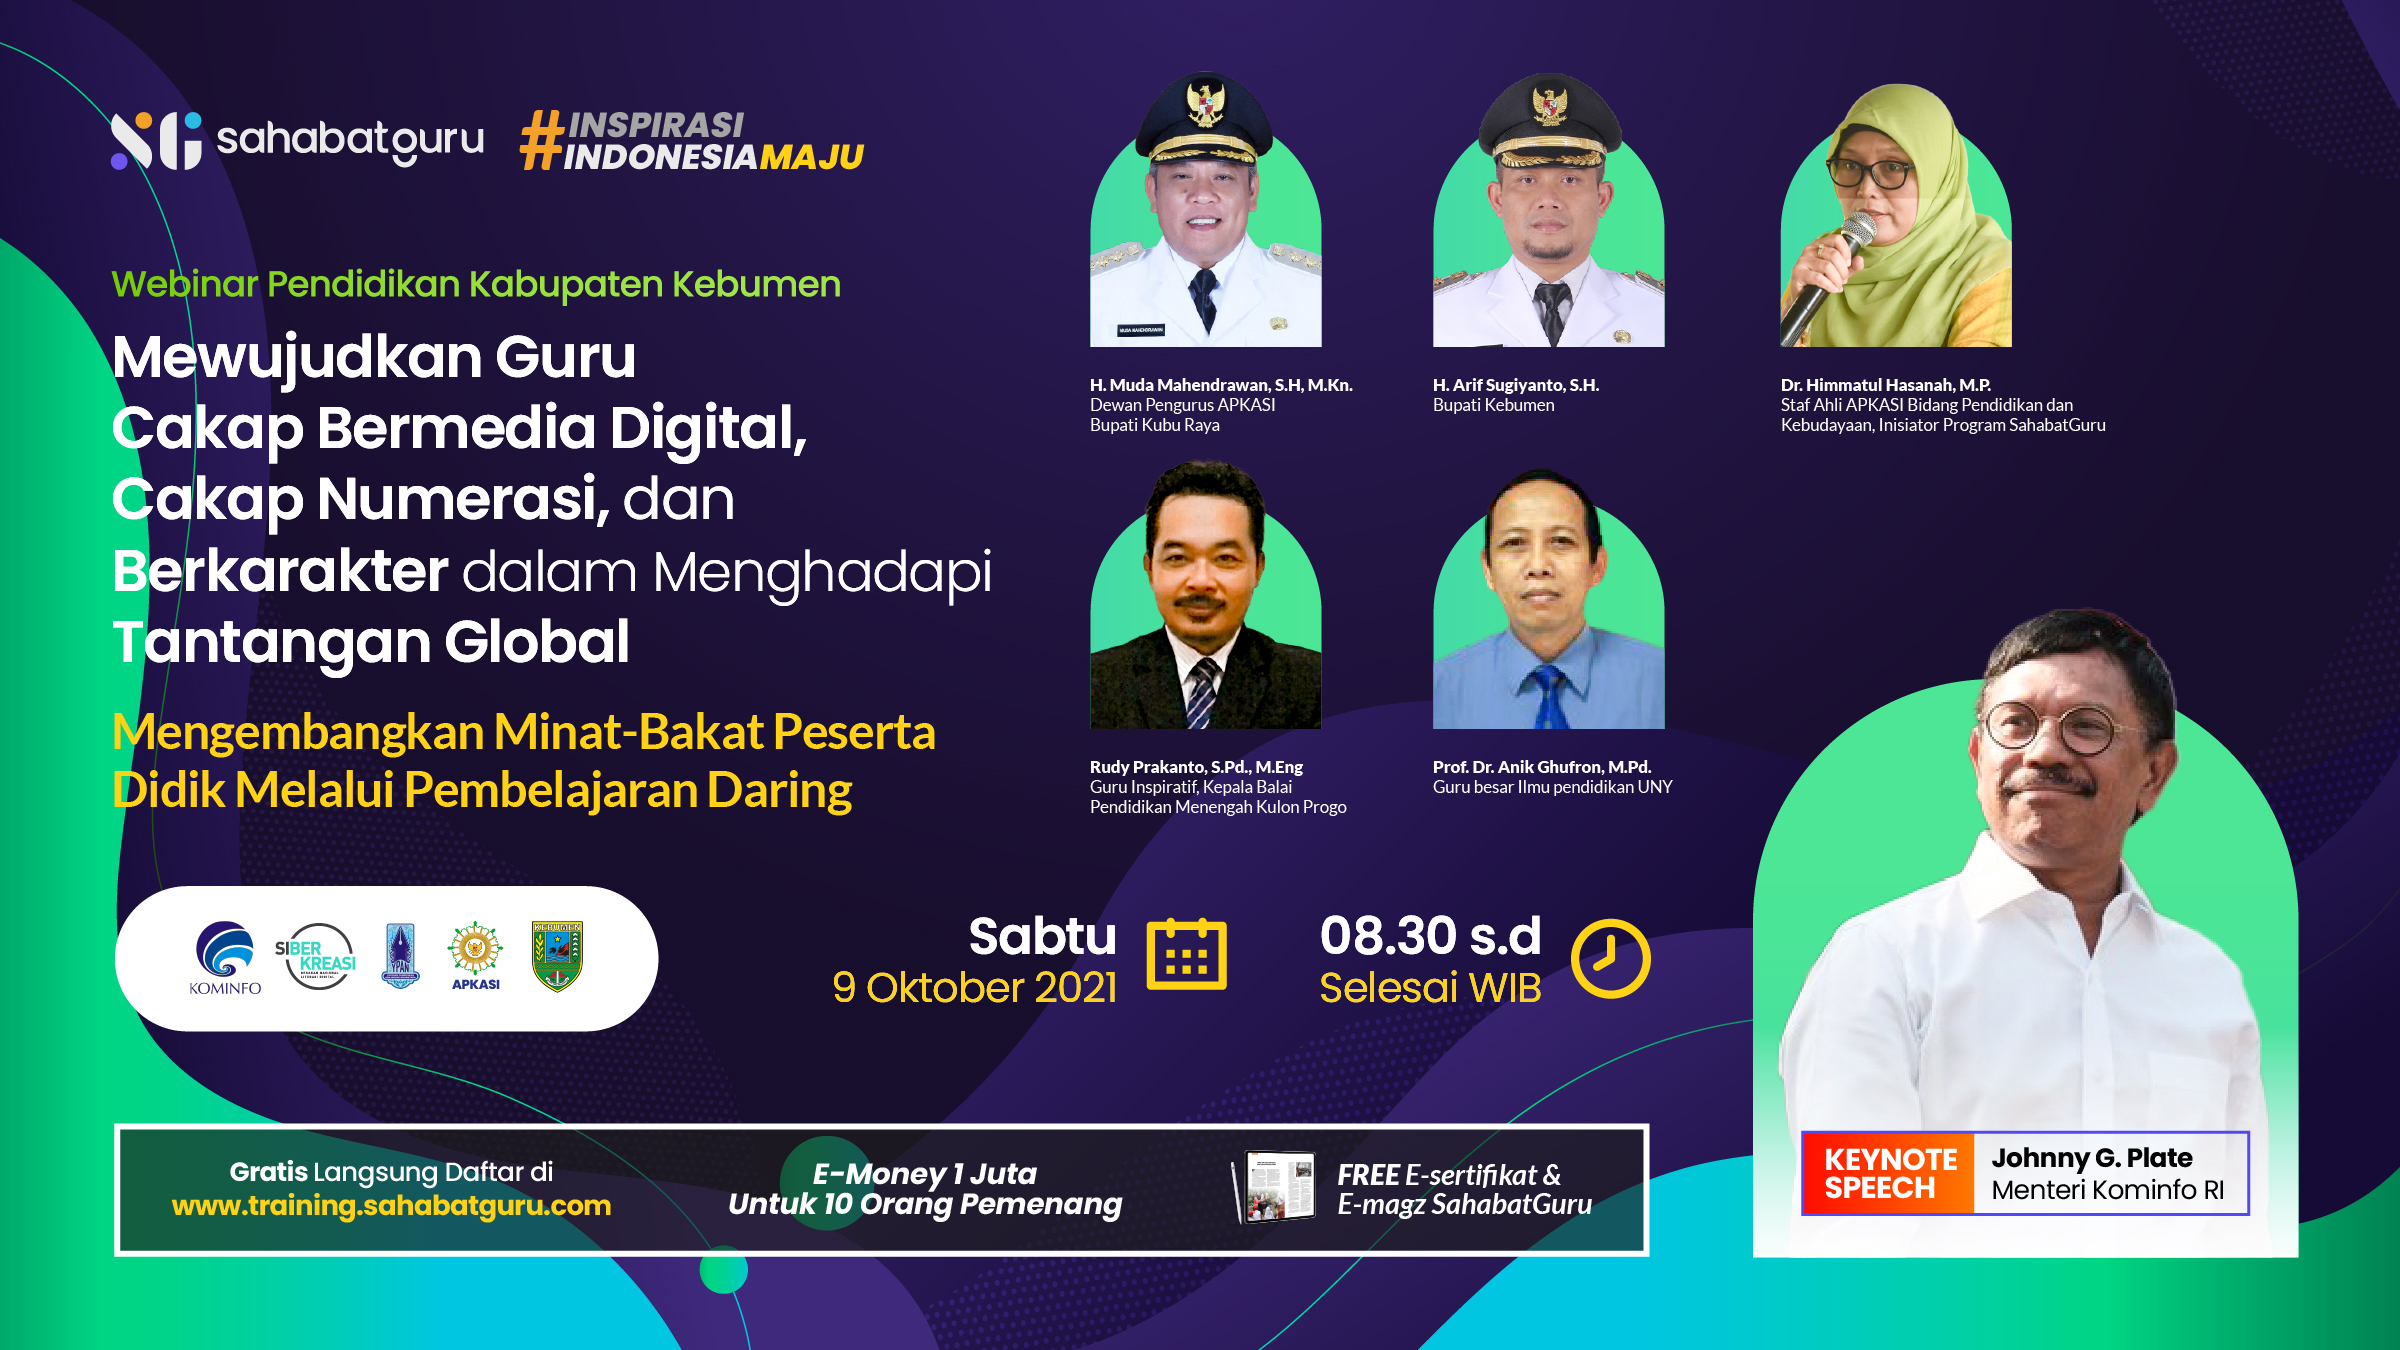 sahabatguru
#INSPIRASI
INDONESIAMAJU
Webinar Pendidikan Kabupaten Kebumen
Mewujudkan Guru
Cakap Bermedia Digital,
Cakap Numerasi, dan
Berkarakter dalam Menghadapi
Tantangan Global
Mengembangkan Minat-Bakat Peserta
Didik Melalui Pembelajaran Daring
H. Muda Mahendrawan, S.H, M.Kn.
Dewan Pengurus APKASI
Bupati Kubu Raya
H. Arif Sugiyanto, S.H.
Bupati Kebumen
Dr. Himmatul Hasanah, M.P.
Staf Ahli APKASI Bidang Pendidikan dan
Kebudayaan, Inisiator Program SahabatGuru
Rudy Prakanto, S.Pd., M.Eng
Guru Inspiratif, Kepala Balai
Pendidikan Menengah Kulon Progo
Prof. Dr. Anik Ghufron, M.Pd.
Guru besar Ilmu pendidikan UNY
KOMINFO
SIBER
KREASI
YPAN
APKASI
KEBUMEN
Sabtu
9 Oktober 2021
08.30 s.d
Selesai WIB
Gratis Langsung Daftar di
www.training.sahabatguru.com
E-Money 1 Juta
Untuk 10 Orang Pemenang
FREE E-sertifikat &
E-magz SahabatGuru
KEYNOTE
SPEECH
Johnny G. Plate
Menteri Kominfo RI